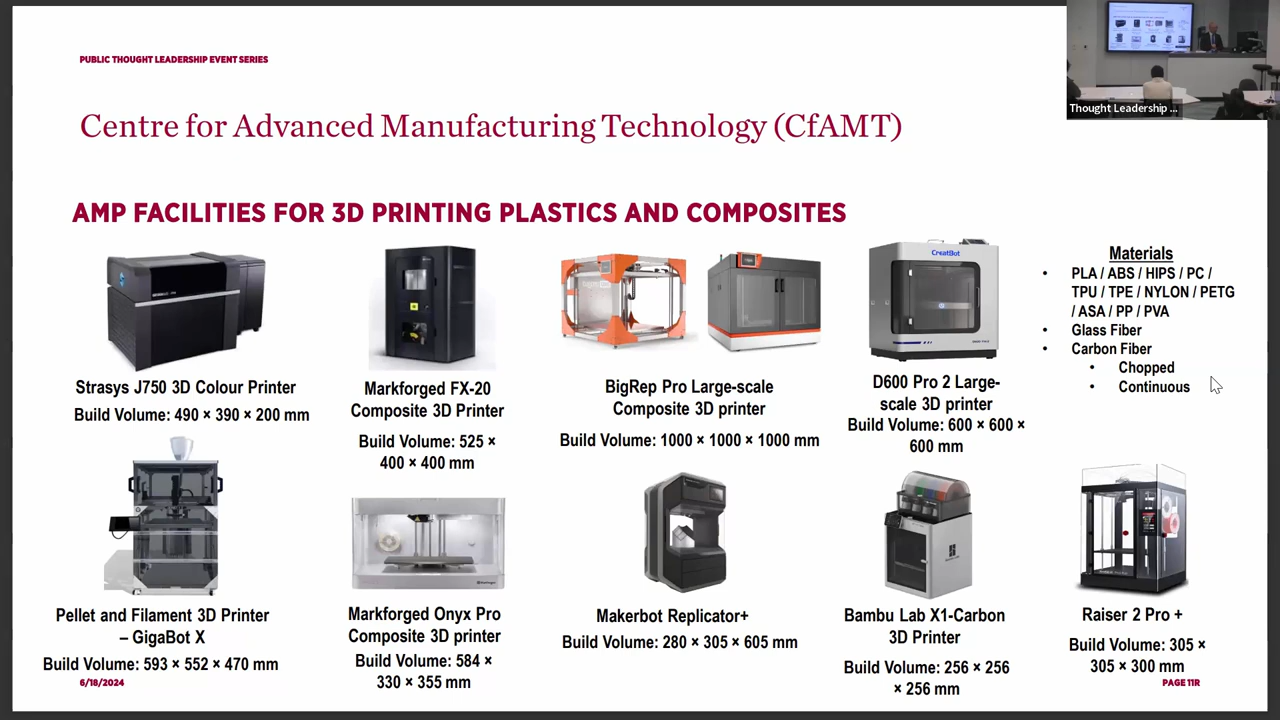 PUBLIC THOUGHT LEADERSHIP EVENT SERIES
Thought Leadership ...
Centre for Advanced Manufacturing Technology (CfAMT)
AMP FACILITIES FOR 3D PRINTING PLASTICS AND COMPOSITES
CreatBot
Strasys J750 3D Colour Printer
Build Volume: 490 × 390 × 200 mm
Markforged FX-20
Composite 3D Printer
Build Volume: 525 ×
400 × 400 mm
BigRep Pro Large-scale
Composite 3D printer
Build Volume: 1000 × 1000 × 1000 mm
D600 Pro 2 Large-
scale 3D printer
Build Volume: 600 × 600 ×
600 mm
Materials
• PLA / ABS / HIPS / PC /
TPU / TPE / NYLON / PETG
/ ASA / PP / PVA
• Glass Fiber
• Carbon Fiber
• Chopped
• Continuous
Pellet and Filament 3D Printer
– GigaBot X
Build Volume: 593 × 552 × 470 mm
Markforged Onyx Pro
Composite 3D printer
Build Volume: 584 ×
330 × 355 mm
Makerbot Replicator+
Build Volume: 280 × 305 × 605 mm
Bambu Lab X1-Carbon
3D Printer
Build Volume: 256 × 256
× 256 mm
Raiser 2 Pro +
Build Volume: 305 ×
305 × 300 mm
6/18/2024
PAGE 11R